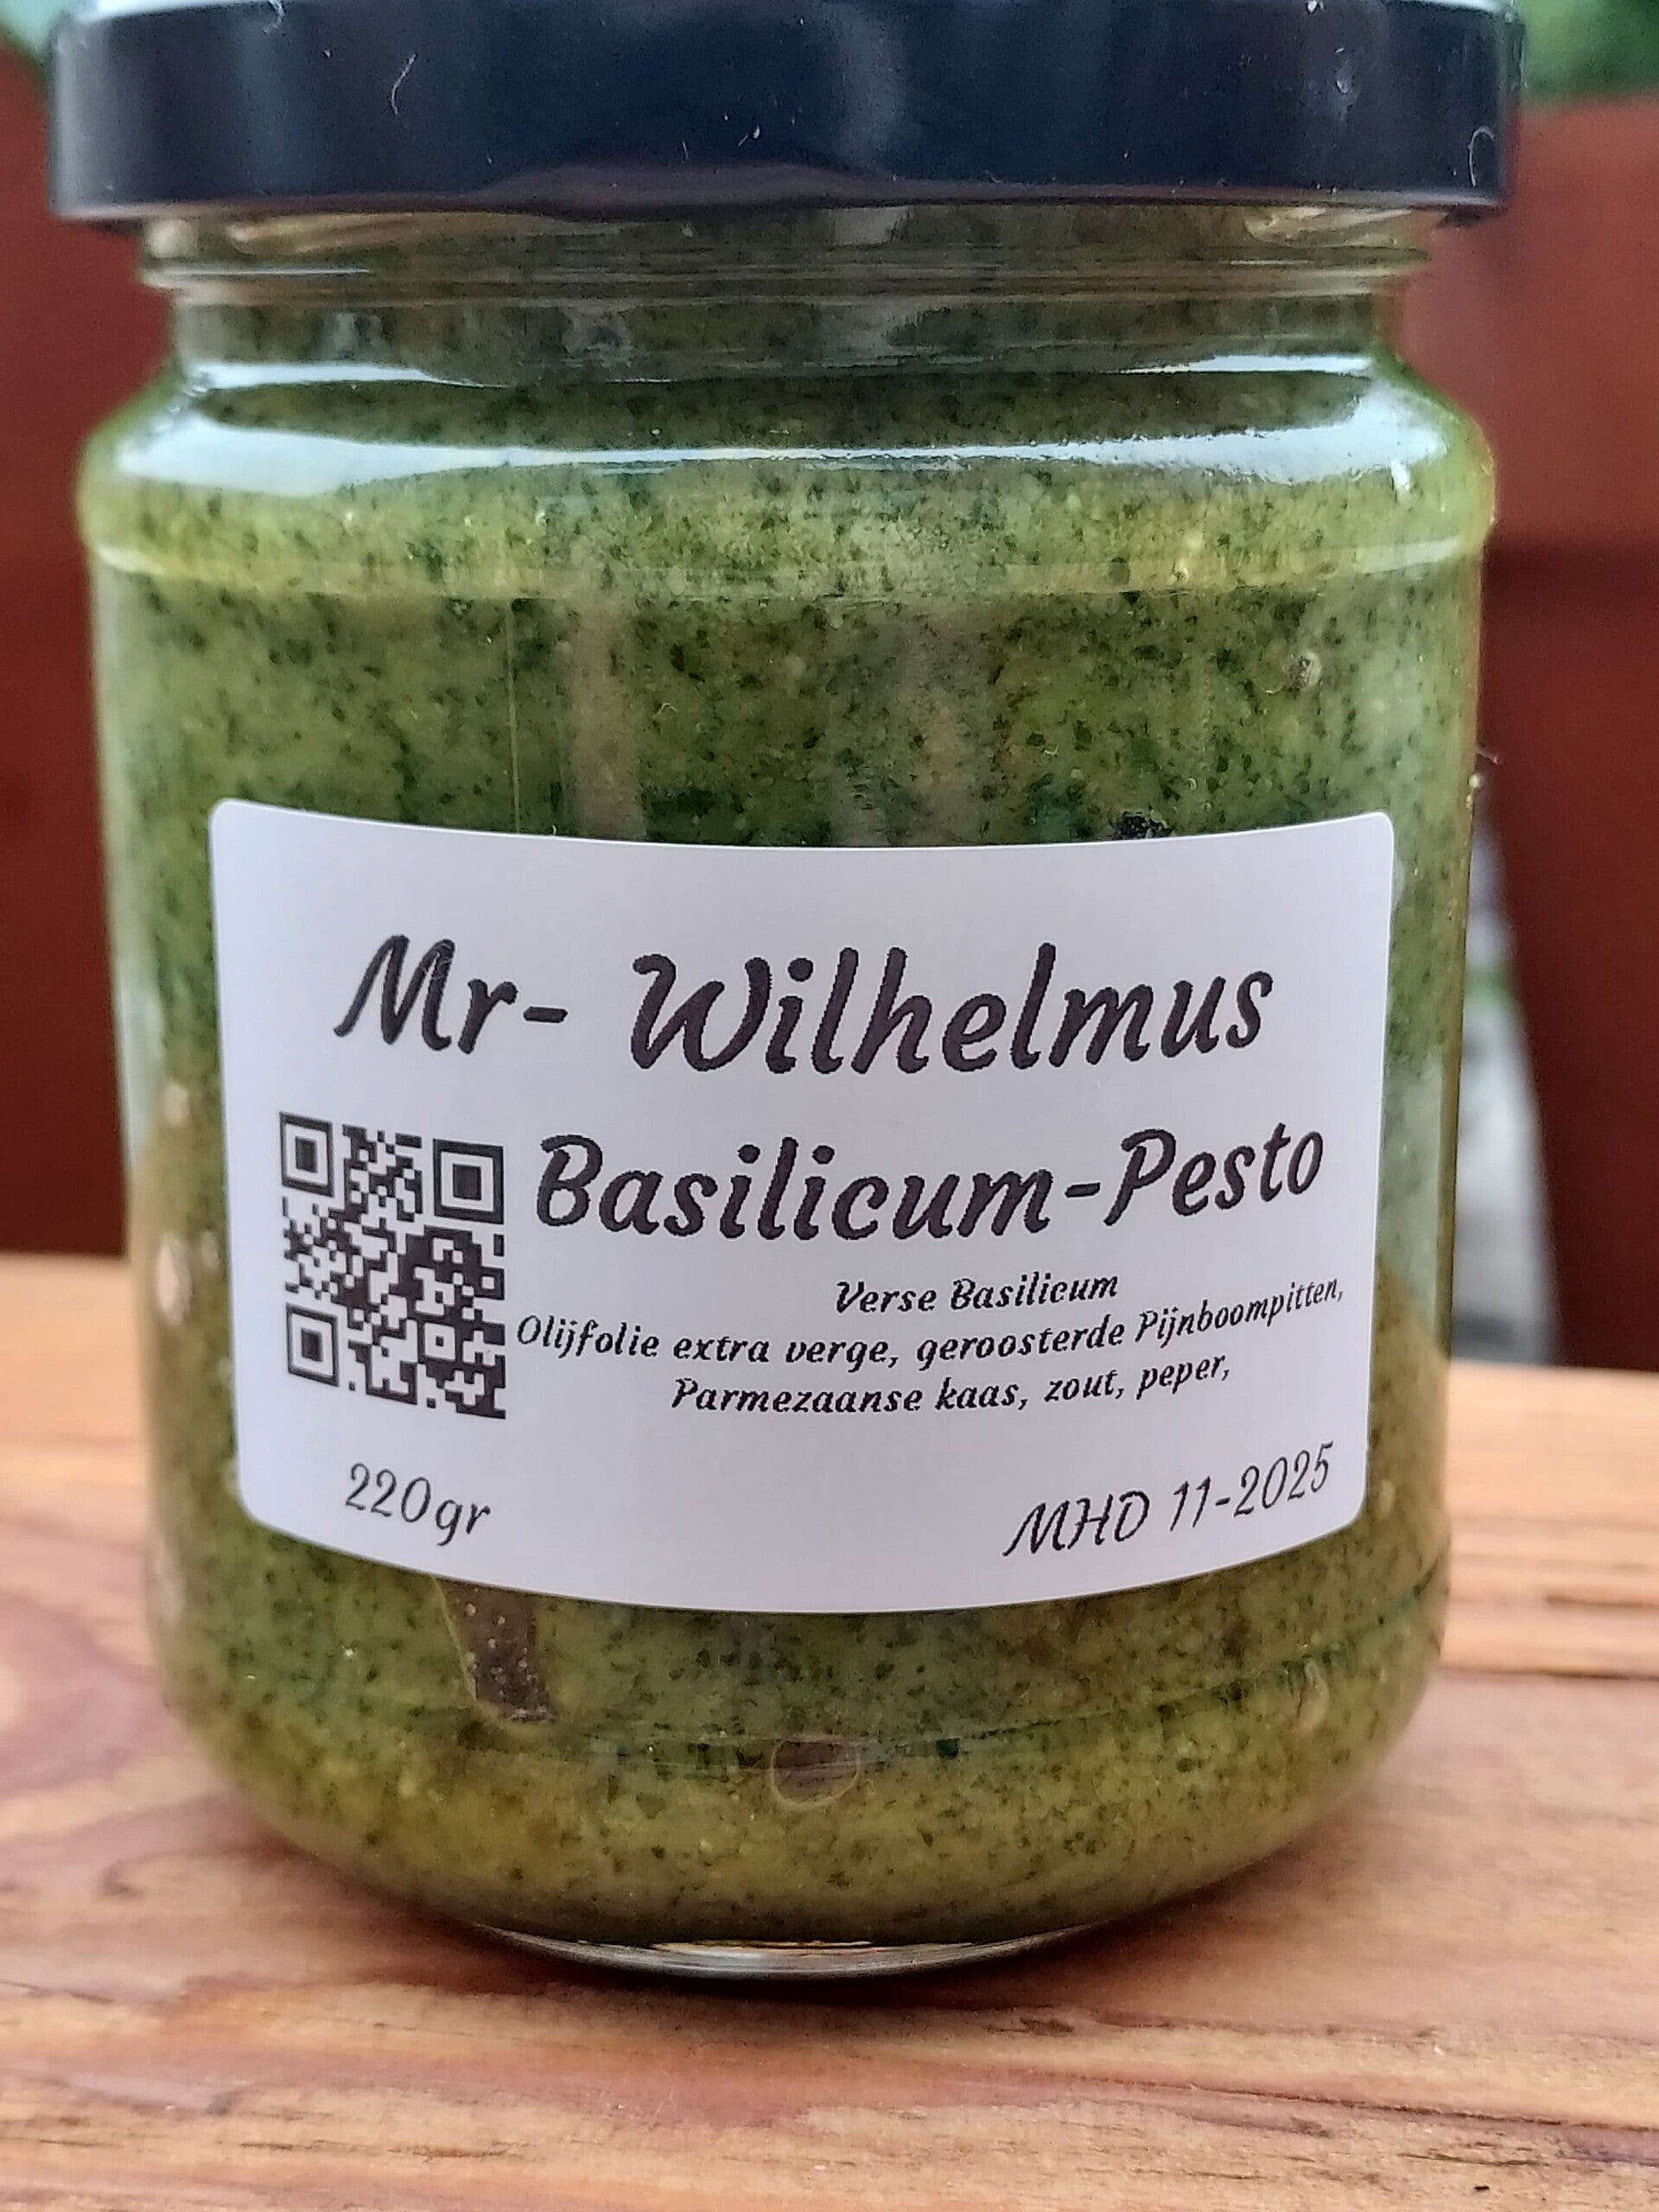 Mr- Wilhelmus
Basilicum-Pesto
Verse Basilicum
Olijfolie extra verge, geroosterde Pijnboompitten,
Parmezaanse kaas, zout, peper,
220gr
MHD 11-2025